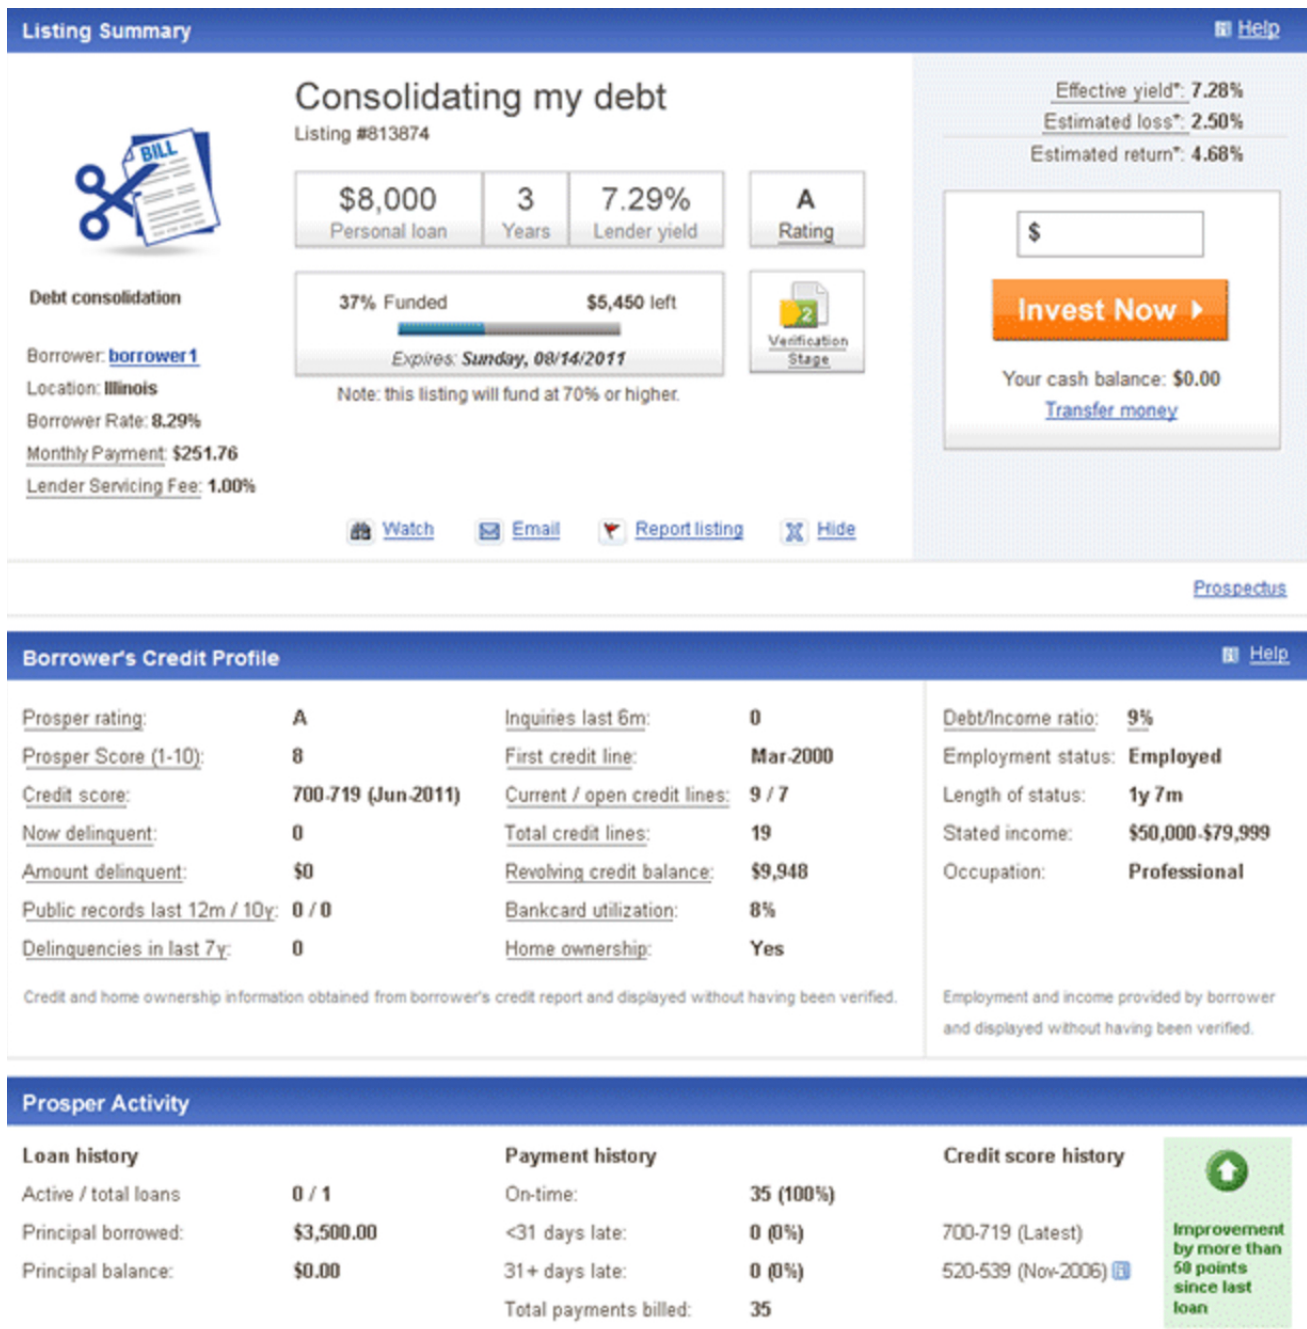 Listing Summary
Help
Consolidating my debt
Listing #813874
BILL
$8,000
Personal loan
3
Years
7.29%
Lender yield
A
Rating
37% Funded
$5,450 left
Expires: Sunday, 08/14/2011
Note: this listing will fund at 70% or higher.
2
Verification
Stage
Debt consolidation
Borrower: borrower1
Location: Illinois
Borrower Rate: 8.29%
Monthly Payment: $251.76
Lender Servicing Fee: 1.00%
Watch
Email
Report listing
Hide
Effective yield*: 7.28%
Estimated loss*: 2.50%
Estimated return*: 4.68%
$
Invest Now
Your cash balance: $0.00
Transfer money
Prospectus
Borrower's Credit Profile
Help
Prosper rating: A
Prosper Score (1-10): 8
Credit score: 700-719 (Jun-2011)
Now delinquent: 0
Amount delinquent: $0
Public records last 12m / 10y: 0 / 0
Delinquencies in last 7y: 0
Inquiries last 6m: 0
First credit line: Mar-2000
Current / open credit lines: 9 / 7
Total credit lines: 19
Revolving credit balance: $9,948
Bankcard utilization: 8%
Home ownership: Yes
Credit and home ownership information obtained from borrower's credit report and displayed without having been verified.
Debt/Income ratio: 9%
Employment status: Employed
Length of status: 1y 7m
Stated income: $50,000-$79,999
Occupation: Professional
Employment and income provided by borrower
and displayed without having been verified.
Prosper Activity
Loan history
Active / total loans 0 / 1
Principal borrowed: $3,500.00
Principal balance: $0.00
Payment history
On-time: 35 (100%)
<31 days late: 0 (0%)
31+ days late: 0 (0%)
Total payments billed: 35
Credit score history
700-719 (Latest)
520-539 (Nov-2006)
Improvement
by more than
50 points
since last
loan